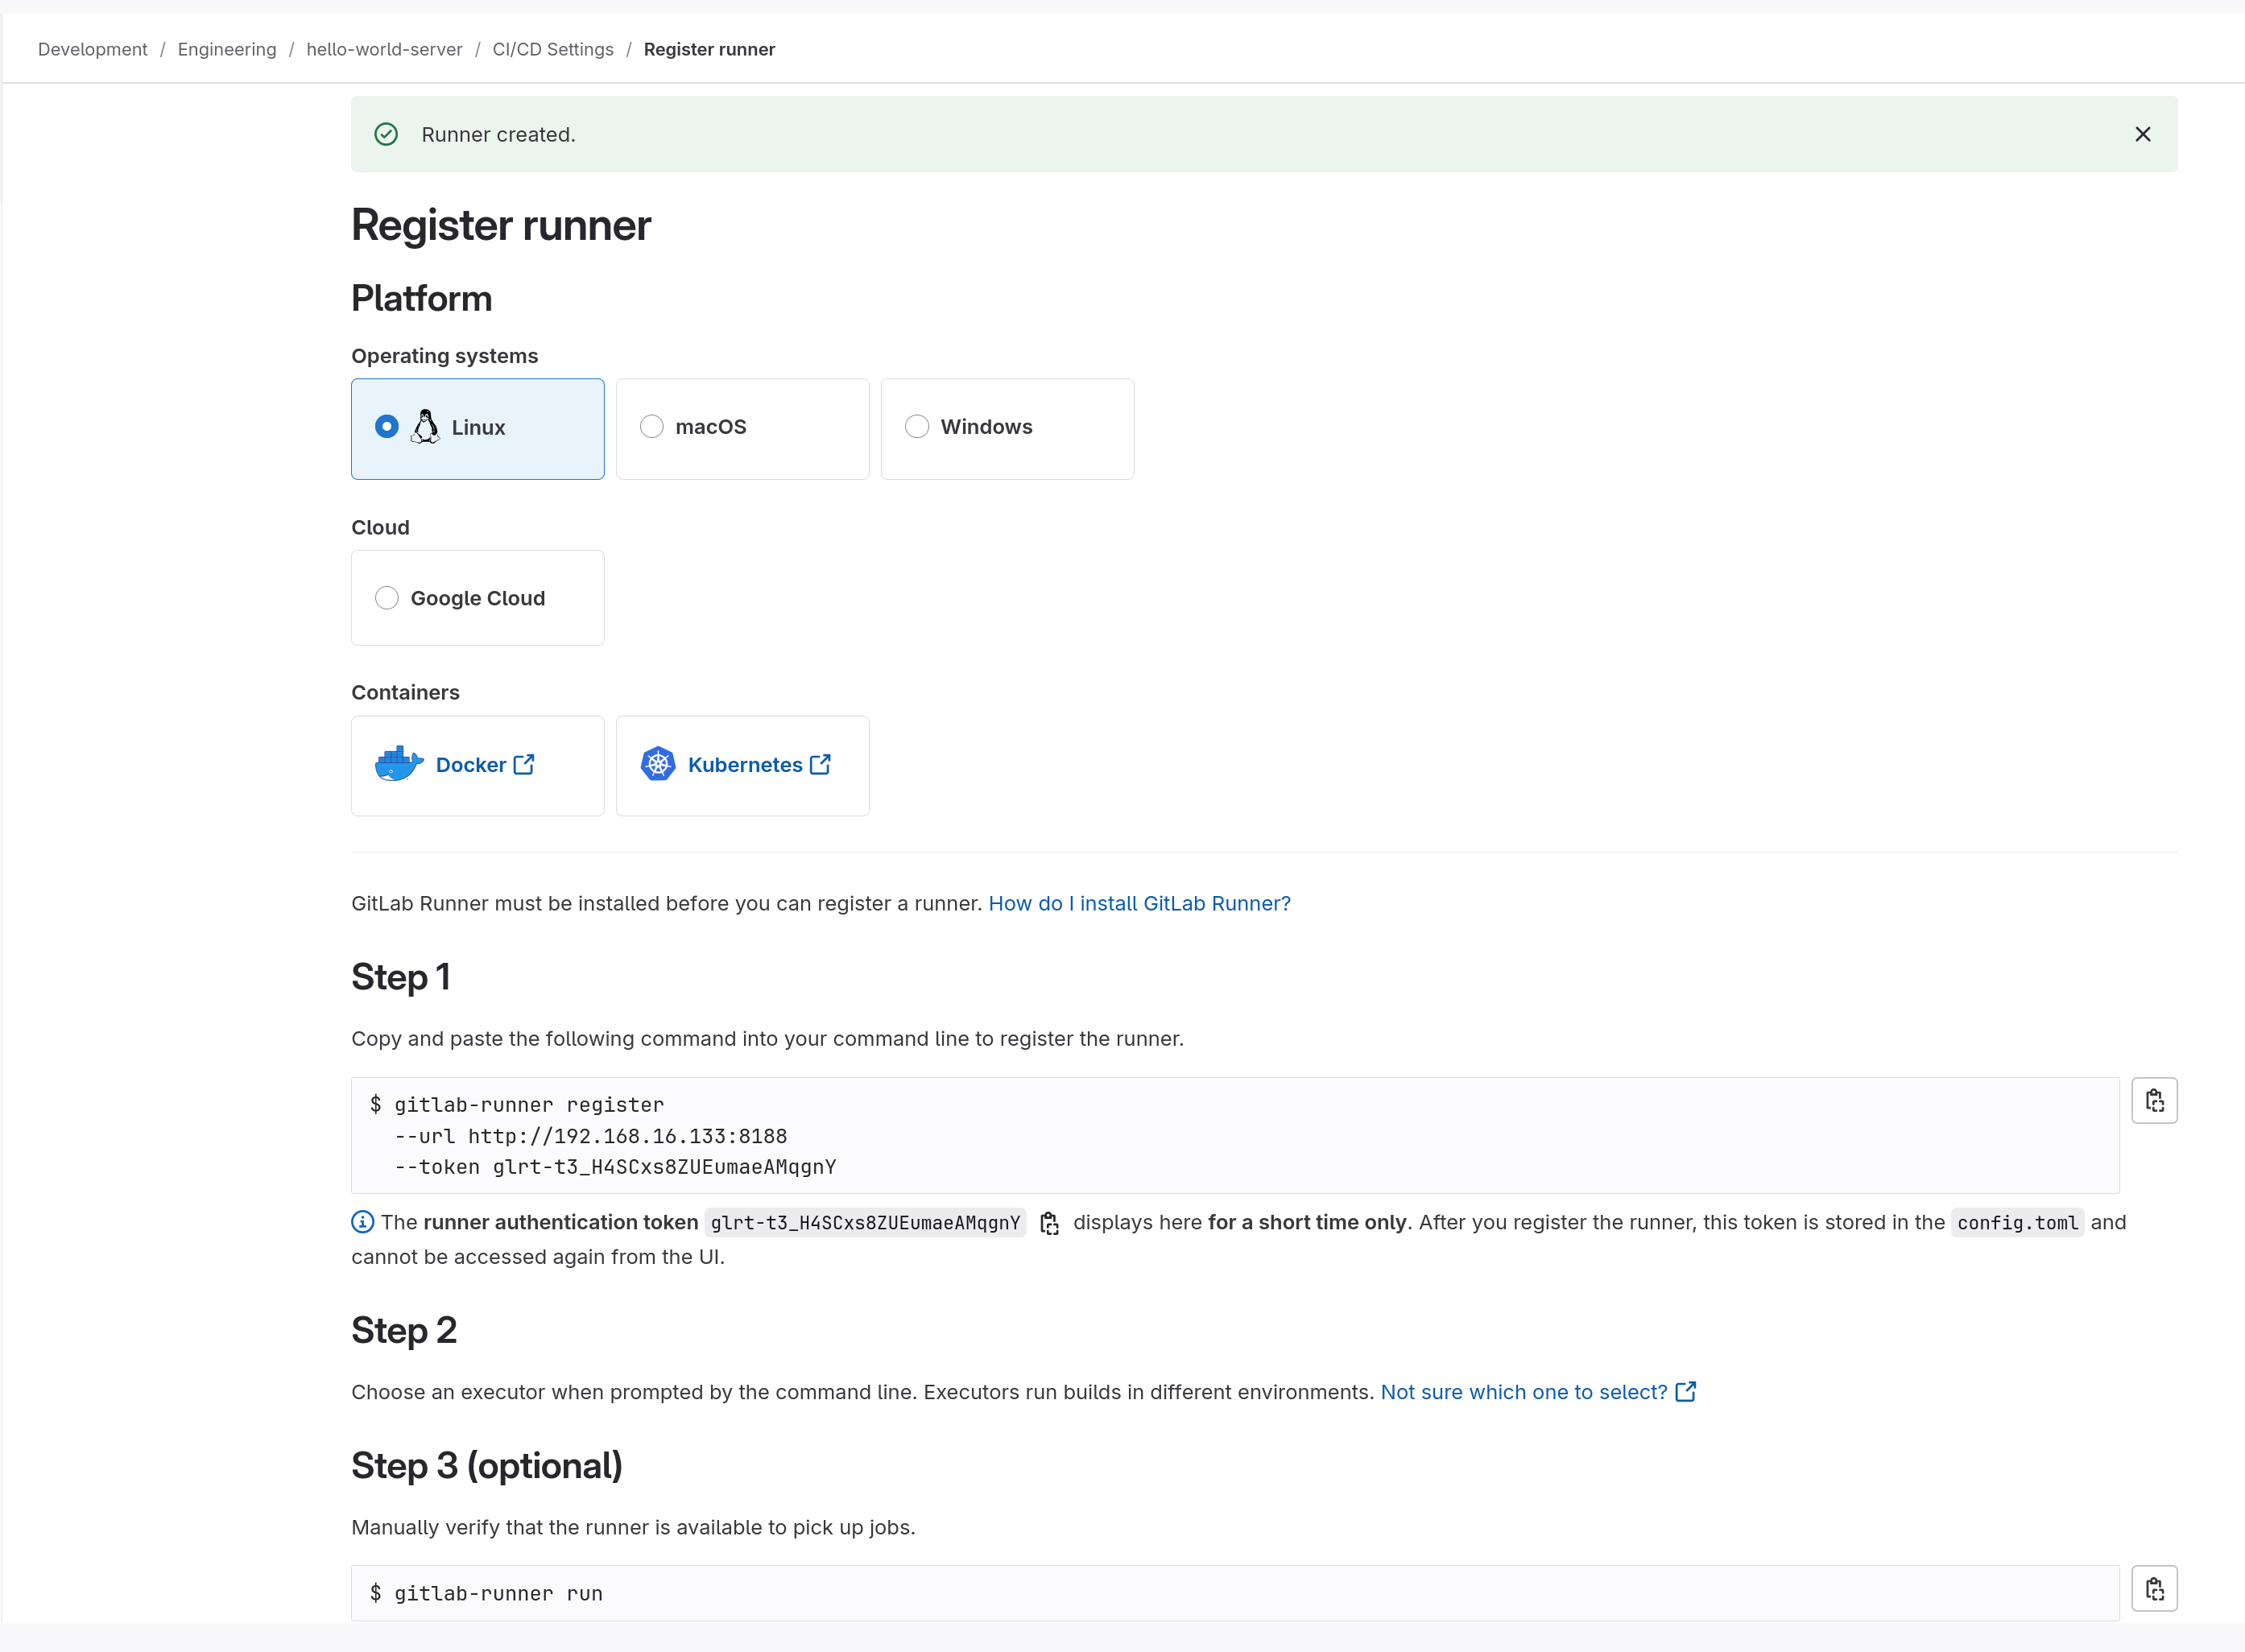 Development / Engineering / hello-world-server / CI/CD Settings / Register runner
Runner created.
Register runner
Platform
Operating systems
Linux
macOS
Windows
Cloud
Google Cloud
Containers
Docker
Kubernetes
GitLab Runner must be installed before you can register a runner. How do I install GitLab Runner?
Step 1
Copy and paste the following command into your command line to register the runner.
$ gitlab-runner register
--url http://192.168.16.133:8188
--token glrt-t3_H4SCxs8ZUEumaeAMqgnY
The runner authentication token glrt-t3_H4SCxs8ZUEumaeAMqgnY displays here for a short time only. After you register the runner, this token is stored in the config.toml and
cannot be accessed again from the UI.
Step 2
Choose an executor when prompted by the command line. Executors run builds in different environments. Not sure which one to select?
Step 3 (optional)
Manually verify that the runner is available to pick up jobs.
$ gitlab-runner run